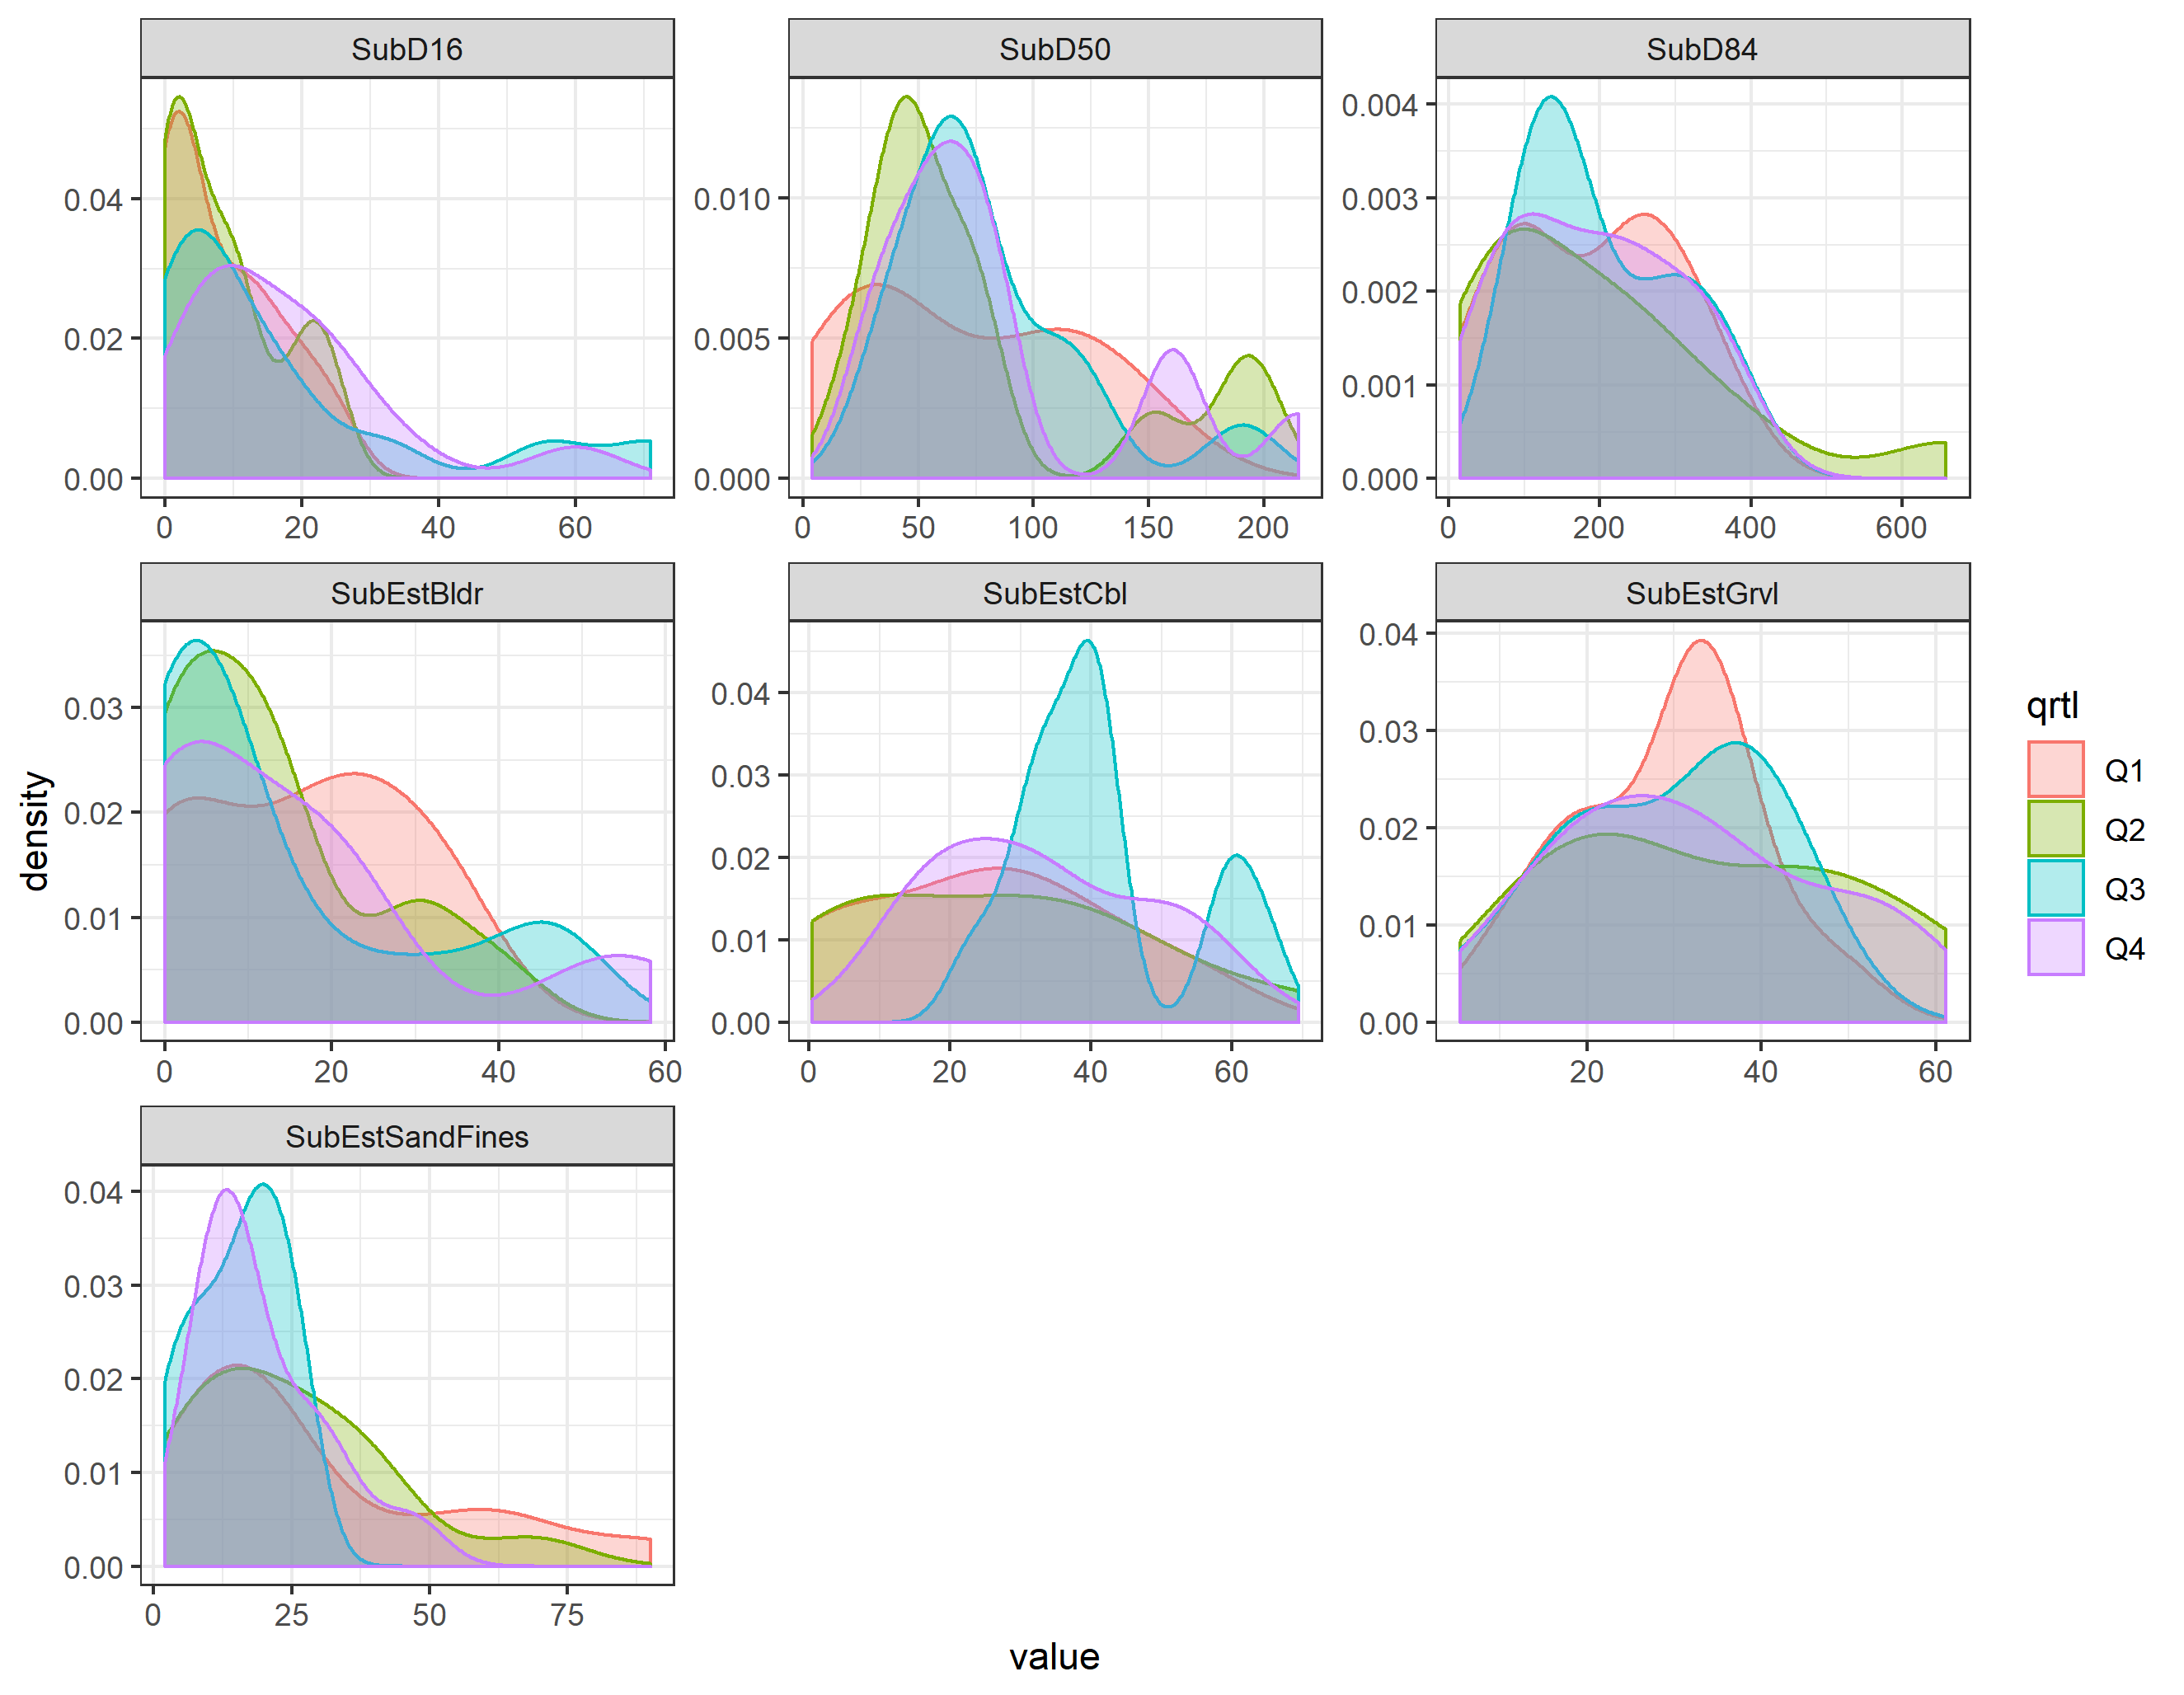 SubD16 SubD50 SubD84
0.04
0.02
0.00
0 20 40 60
0.010
0.005
0.000
0 50 100 150 200
0.004
0.003
0.002
0.001
0.000
0 200 400 600
SubEstBldr SubEstCbl SubEstGrvl
0.03
0.02
0.01
0.00
0 20 40 60
0.04
0.03
0.02
0.01
0.00
0 20 40 60
0.04
0.03
0.02
0.01
0.00
20 40 60
SubEstSandFines
0.04
0.03
0.02
0.01
0.00
0 25 50 75
density
value
qrtl
Q1
Q2
Q3
Q4